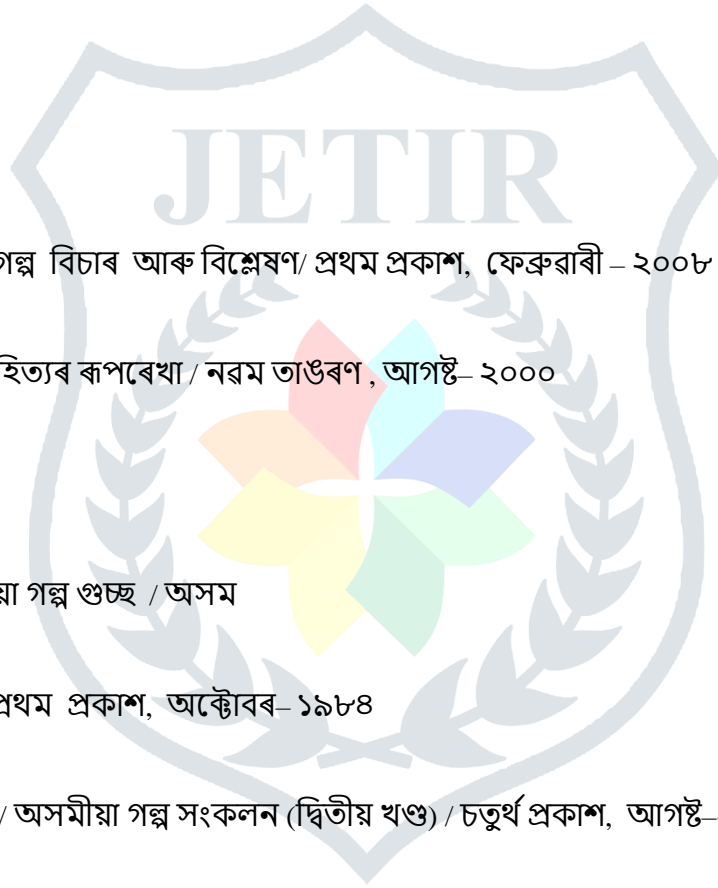 JETIR
গল্প বিচাৰ আৰু বিশ্লেষণ/ প্ৰথম প্ৰকাশ, ফেব্ৰুৱাৰী – ২০০৮
হিত্যৰ ৰূপৰেখা / নৱম তাঙৰণ , আগষ্ট– ২০০০
য়া গল্প গুচ্ছ / অসম
প্ৰথম প্ৰকাশ, অক্টোবৰ– ১৯৮৪
/ অসমীয়া গল্প সংকলন (দ্বিতীয় খণ্ড) / চতুৰ্থ প্ৰকাশ, আগষ্ট–